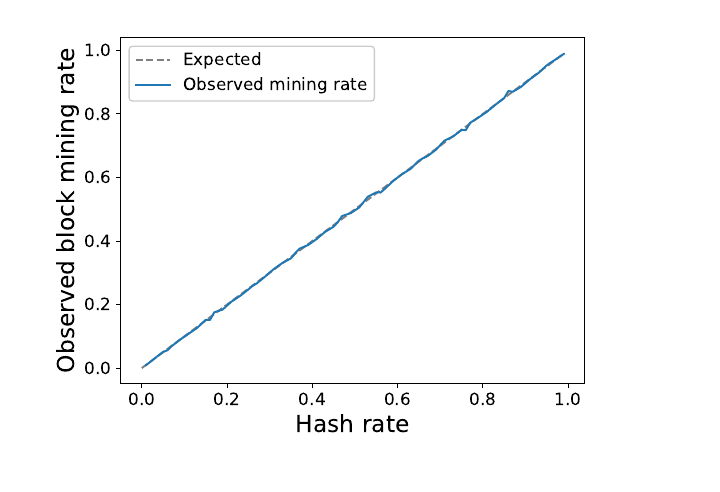 Expected
Observed mining rate
Observed block mining rate
1.0
0.8
0.6
0.4
0.2
0.0
0.0 0.2 0.4 0.6 0.8 1.0
Hash rate